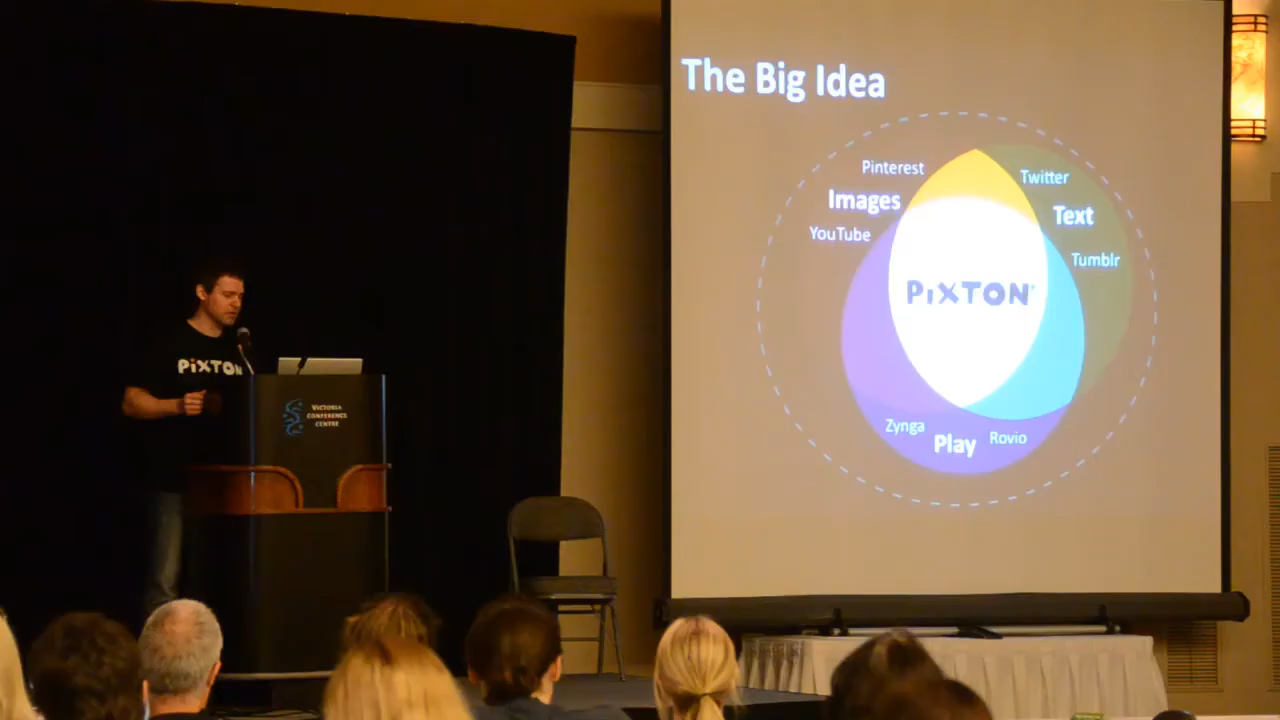 The Big Idea
Pinterest
Images
YouTube
Twitter
Text
Tumblr
PiXTON
Zynga
Play
Rovio
PiXTON
VICTORIA
CONFERENCE
CENTRE